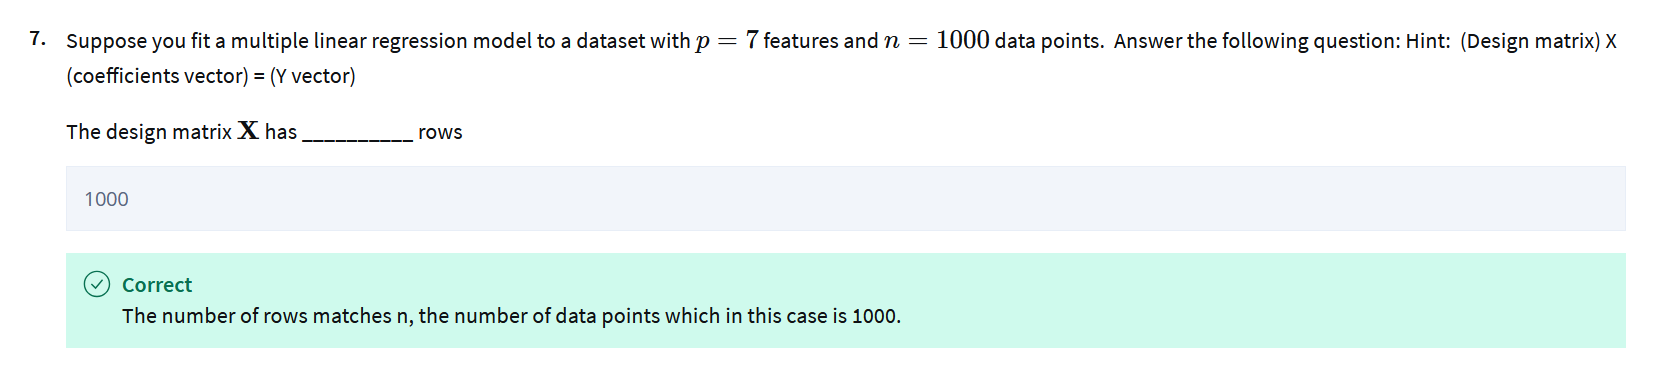 7. Suppose you fit a multiple linear regression model to a dataset with p = 7 features and n = 1000 data points.  Answer the following question: Hint:  (Design matrix) X
(coefficients vector) = (Y vector)
The design matrix X has __________ rows
1000
Correct
The number of rows matches n, the number of data points which in this case is 1000.